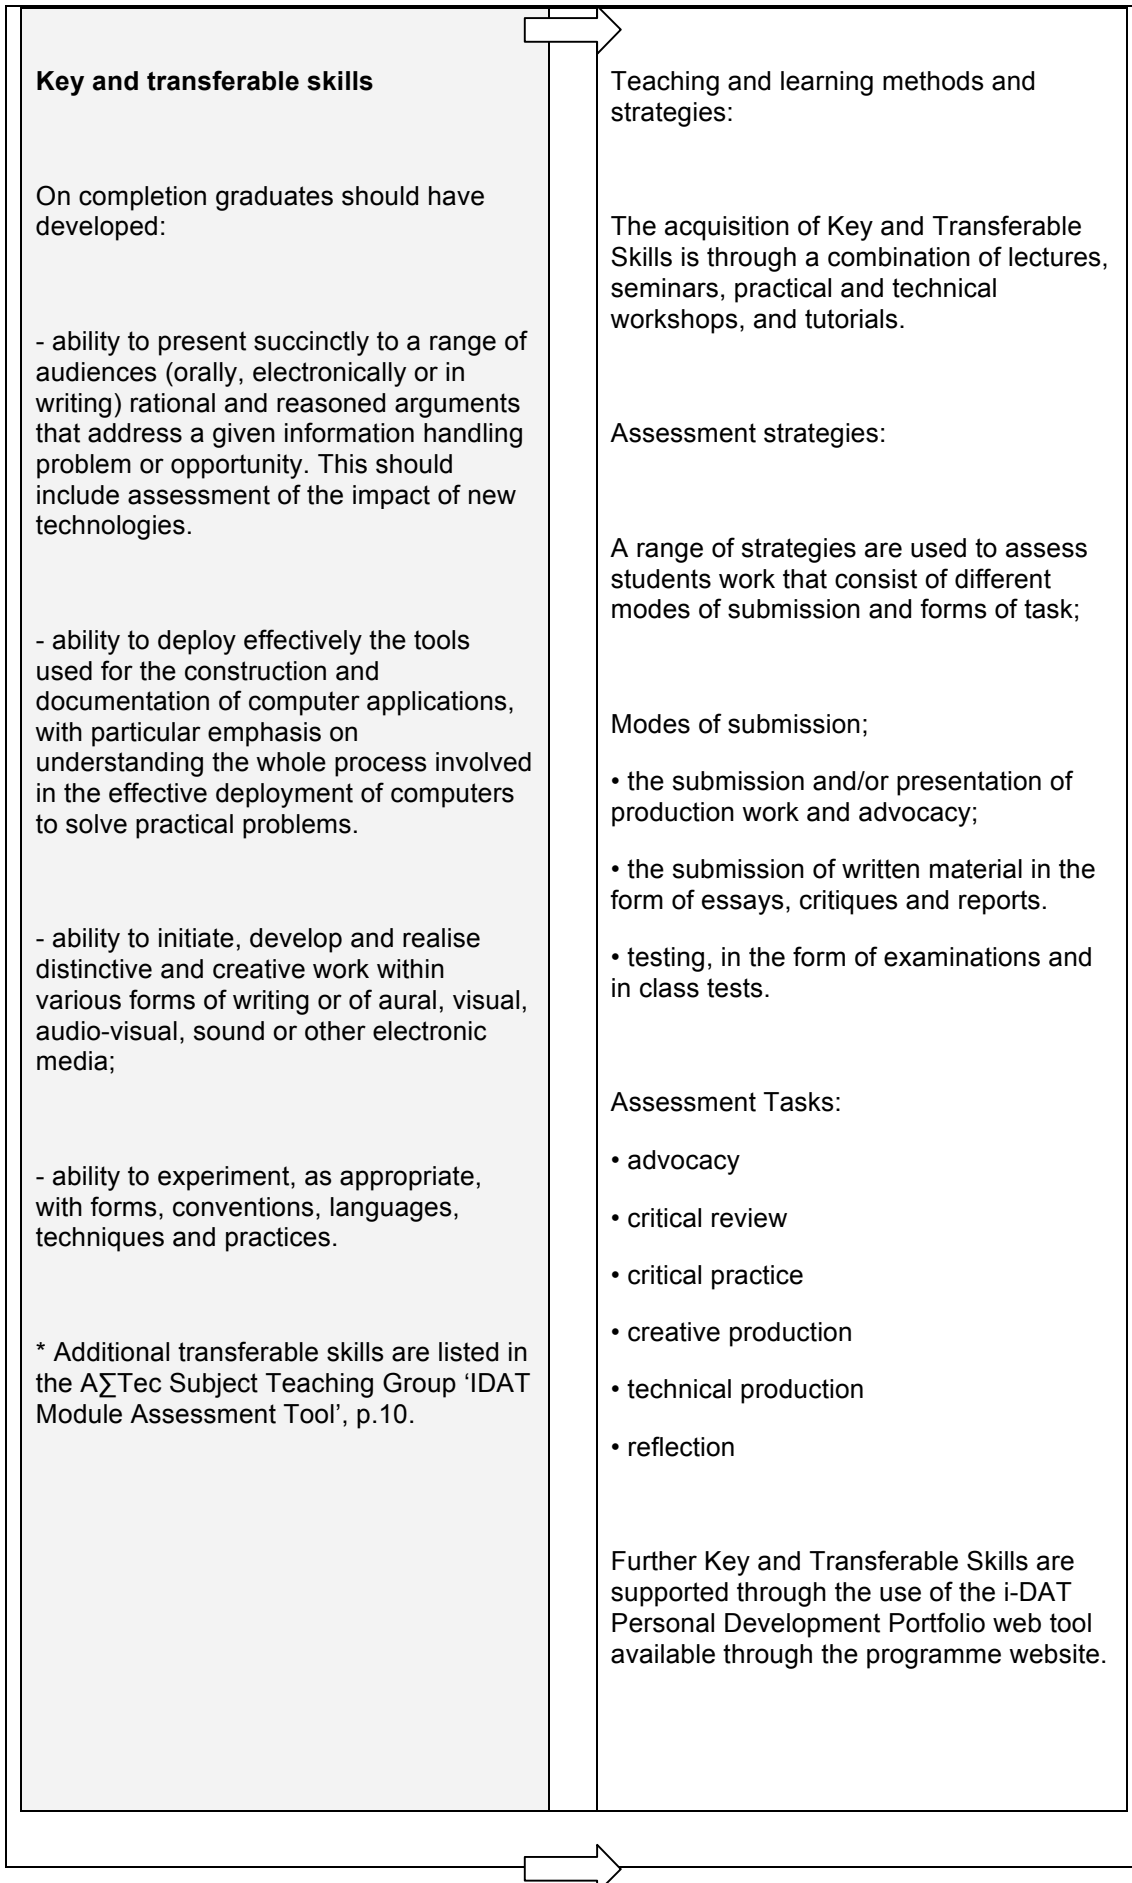 Key and transferable skills
On completion graduates should have
developed:
- ability to present succinctly to a range of
audiences (orally, electronically or in
writing) rational and reasoned arguments
that address a given information handling
problem or opportunity. This should
include assessment of the impact of new
technologies.
- ability to deploy effectively the tools
used for the construction and
documentation of computer applications,
with particular emphasis on
understanding the whole process involved
in the effective deployment of computers
to solve practical problems.
- ability to initiate, develop and realise
distinctive and creative work within
various forms of writing or of aural, visual,
audio-visual, sound or other electronic
media;
- ability to experiment, as appropriate,
with forms, conventions, languages,
techniques and practices.
* Additional transferable skills are listed in
the A∑Tec Subject Teaching Group ‘IDAT
Module Assessment Tool’, p.10.
Teaching and learning methods and
strategies:
The acquisition of Key and Transferable
Skills is through a combination of lectures,
seminars, practical and technical
workshops, and tutorials.
Assessment strategies:
A range of strategies are used to assess
students work that consist of different
modes of submission and forms of task;
Modes of submission;
• the submission and/or presentation of
production work and advocacy;
• the submission of written material in the
form of essays, critiques and reports.
• testing, in the form of examinations and
in class tests.
Assessment Tasks:
• advocacy
• critical review
• critical practice
• creative production
• technical production
• reflection
Further Key and Transferable Skills are
supported through the use of the i-DAT
Personal Development Portfolio web tool
available through the programme website.